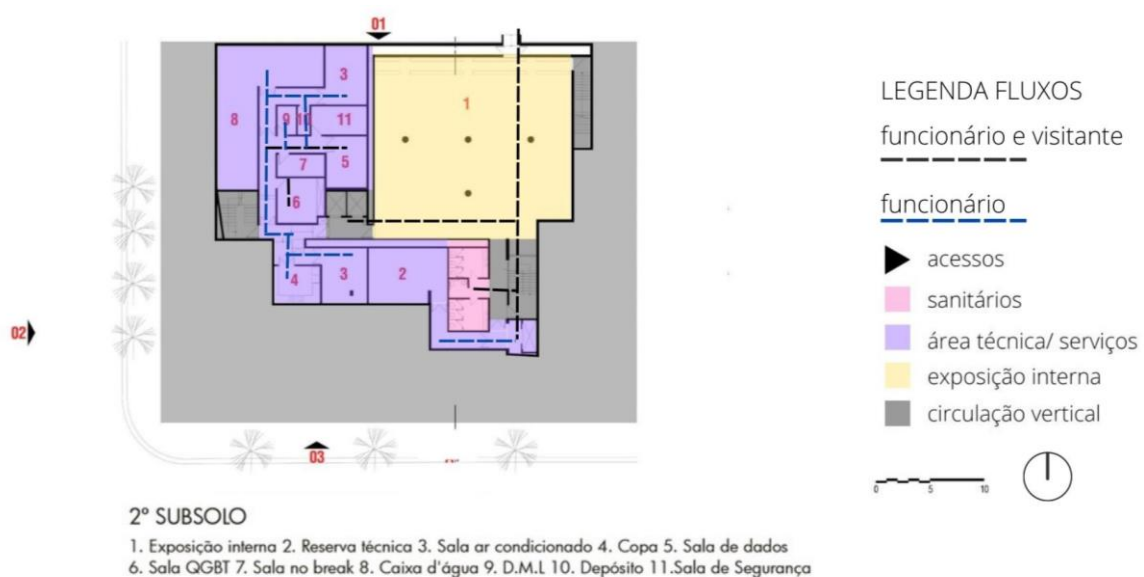 01
3
1
8
9
11
5
7
6
4
3
2
02
03
LEGENDA FLUXOS
funcionário e visitante
funcionário
acessos
sanitários
área técnica/ serviços
exposição interna
circulação vertical
0 5 10
2º SUBSOLO
1. Exposição interna 2. Reserva técnica 3. Sala ar condicionado 4. Copa 5. Sala de dados
6. Sala QGBT 7. Sala no break 8. Caixa d'água 9. D.M.L 10. Depósito 11.Sala de Segurança